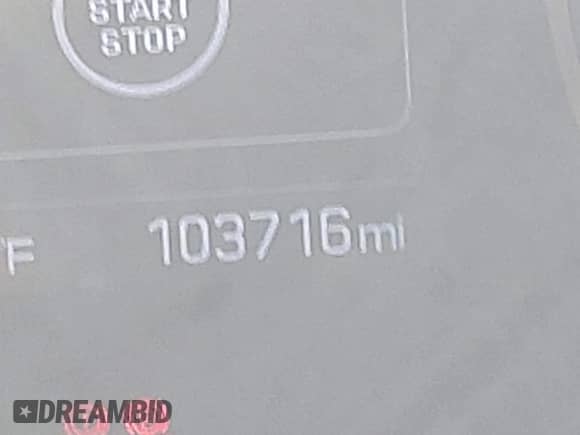 START
STOP
°F
103716mi
DREAMBID